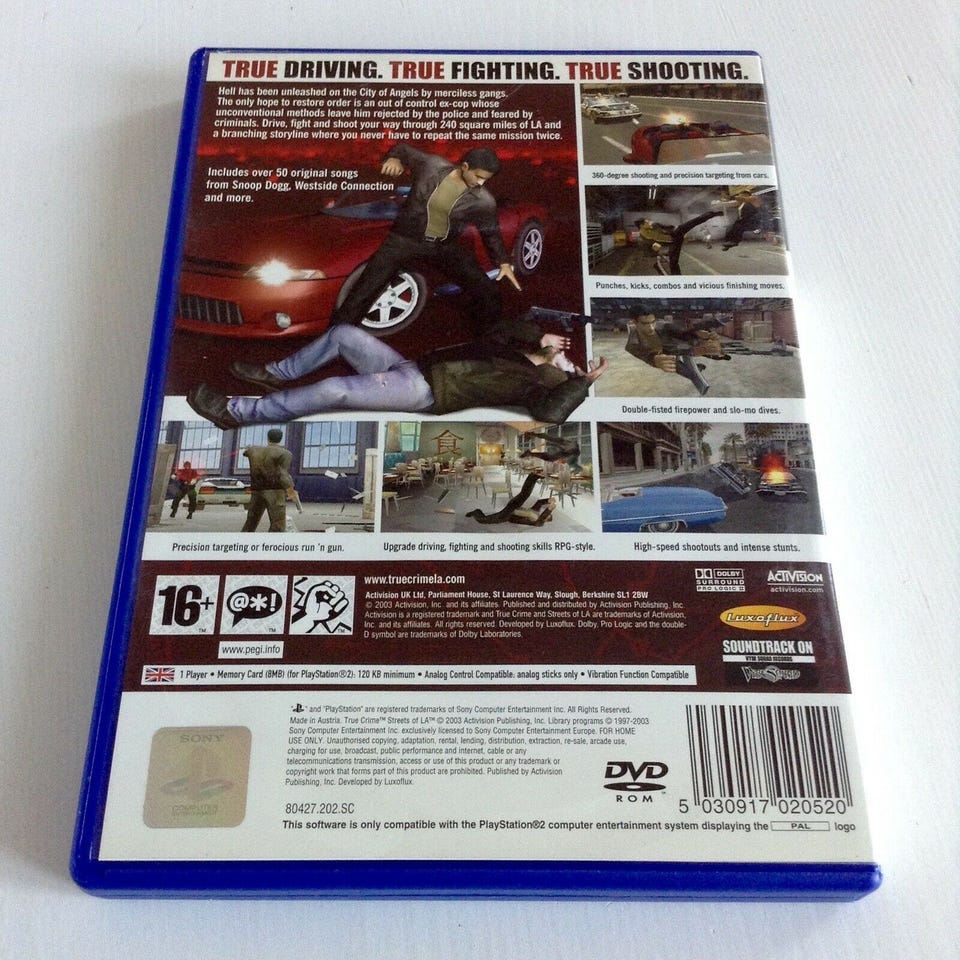 TRUE DRIVING. TRUE FIGHTING. TRUE SHOOTING.
Hell has been unleashed on the City of Angels by merciless gangs.
The only hope to restore order is an out of control ex-cop whose
unconventional methods leave him rejected by the police and feared by
criminals. Drive, fight and shoot your way through 240 square miles of LA and
a branching storyline where you never have to repeat the same mission twice.
Includes over 50 original songs
from Snoop Dogg, Westside Connection
and more.
360-degree shooting and precision targeting from cars.
Punches, kicks, combos and vicious finishing moves.
Double-fisted firepower and slo-mo dives.
食
Precision targeting or ferocious run 'n gun.
Upgrade driving, fighting and shooting skills RPG-style.
High-speed shootouts and intense stunts.
16+
@*!
TM
TM
TM
www.pegi.info
www.truecrimela.com
Activision UK Ltd, Parliament House, St Laurence Way, Slough, Berkshire SL1 2BW
© 2003 Activision, Inc. and its affiliates. Published and distributed by Activision Publishing, Inc.
Activision is a registered trademark and True Crime and Streets of LA are trademarks of Activision,
Inc. and its affiliates. All rights reserved. Developed by Luxoflux. Dolby, Pro Logic and the double-
D symbol are trademarks of Dolby Laboratories.
DOLBY
SURROUND
PRO LOGIC II
ACTIVISION
activision.com
Luxoflux
SOUNDTRACK ON
VYBE SQUAD RECORDS
1 Player • Memory Card (8MB) (for PlayStation®2): 120 KB minimum • Analog Control Compatible: analog sticks only • Vibration Function Compatible
" " and "PlayStation" are registered trademarks of Sony Computer Entertainment Inc. All Rights Reserved.
Made in Austria. True Crime™ Streets of LA™ © 2003 Activision Publishing, Inc. Library programs © 1997-2003
Sony Computer Entertainment Inc. exclusively licensed to Sony Computer Entertainment Europe. FOR HOME
USE ONLY. Unauthorised copying, adaptation, rental, lending, distribution, extraction, re-sale, arcade use,
charging for use, broadcast, public performance and internet, cable or any
telecommunications transmission, access or use of this product or any trademark or
copyright work that forms part of this product are prohibited. Published by Activision
Publishing, Inc. Developed by Luxoflux.
80427.202.SC
SONY
COMPUTER
ENTERTAINMENT
DVD
ROM
5 030917 020520
This software is only compatible with the PlayStation®2 computer entertainment system displaying the PAL logo